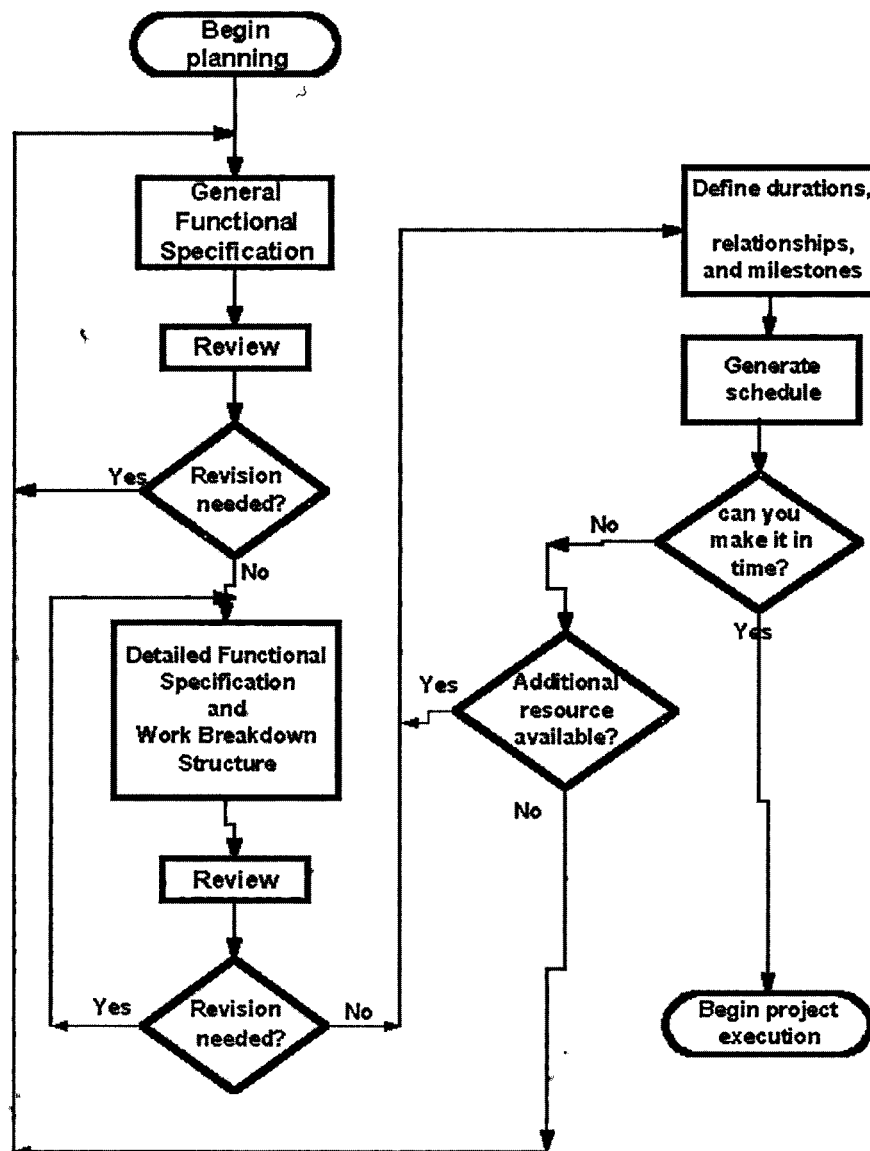 Begin
planning
General
Functional
Specification
Review
Yes
Revision
needed?
No
Detailed Functional
Specification
and
Work Breakdown
Structure
Review
Yes
Revision
needed?
No
Define durations,
relationships,
and milestones
Generate
schedule
No
can you
make it in
time?
Yes
Yes
Additional
resource
available?
No
Begin project
execution